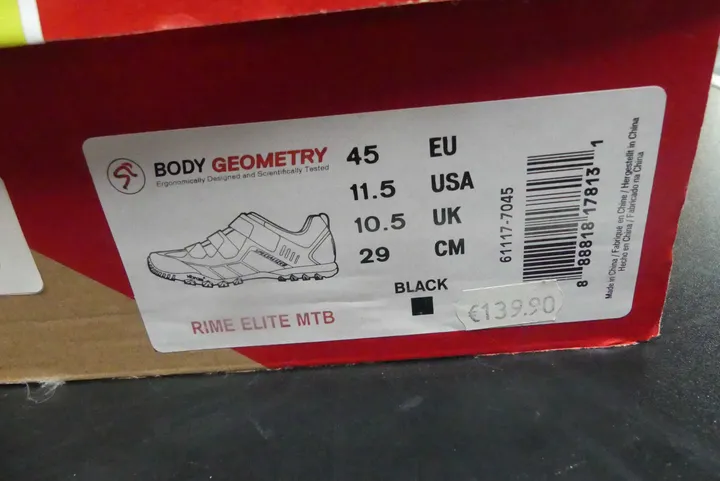 BODY GEOMETRY
Ergonomically Designed and Scientifically Tested
45 EU
11.5 USA
10.5 UK
29 CM
BLACK
SPECIALIZED
RIME ELITE MTB
61117-7045
8 88818 17813 1
Made in China / Fabriqué en Chine / Hergestellt in China
Hecho en China / Fabricado na China
€139.90